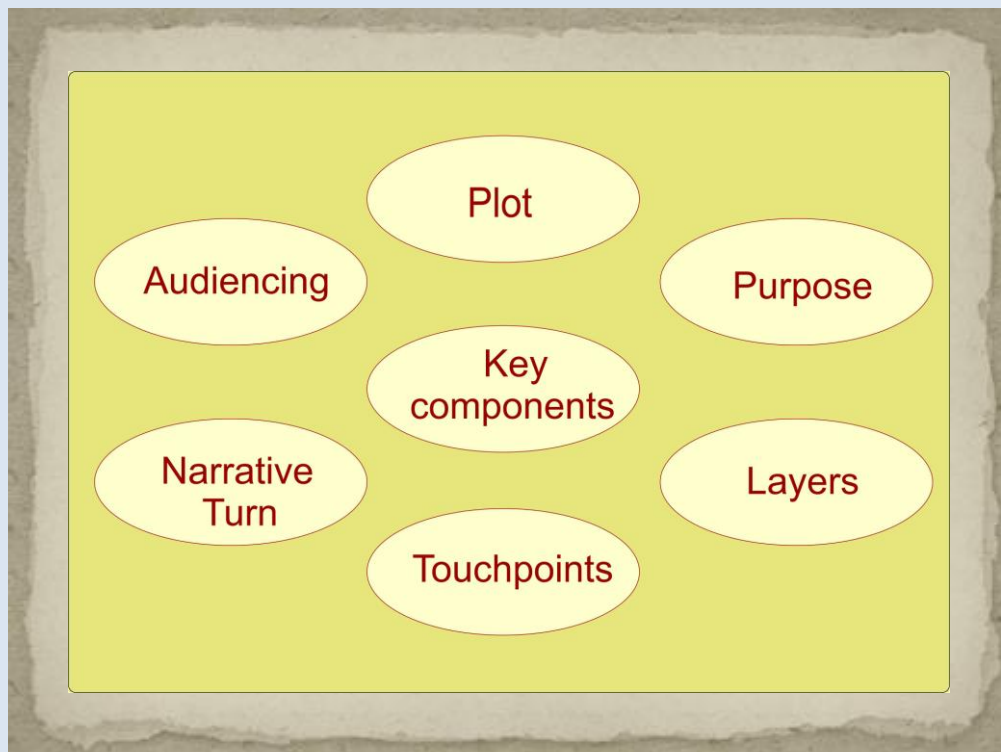 Plot
Audiencing
Purpose
Key
components
Narrative
Turn
Layers
Touchpoints